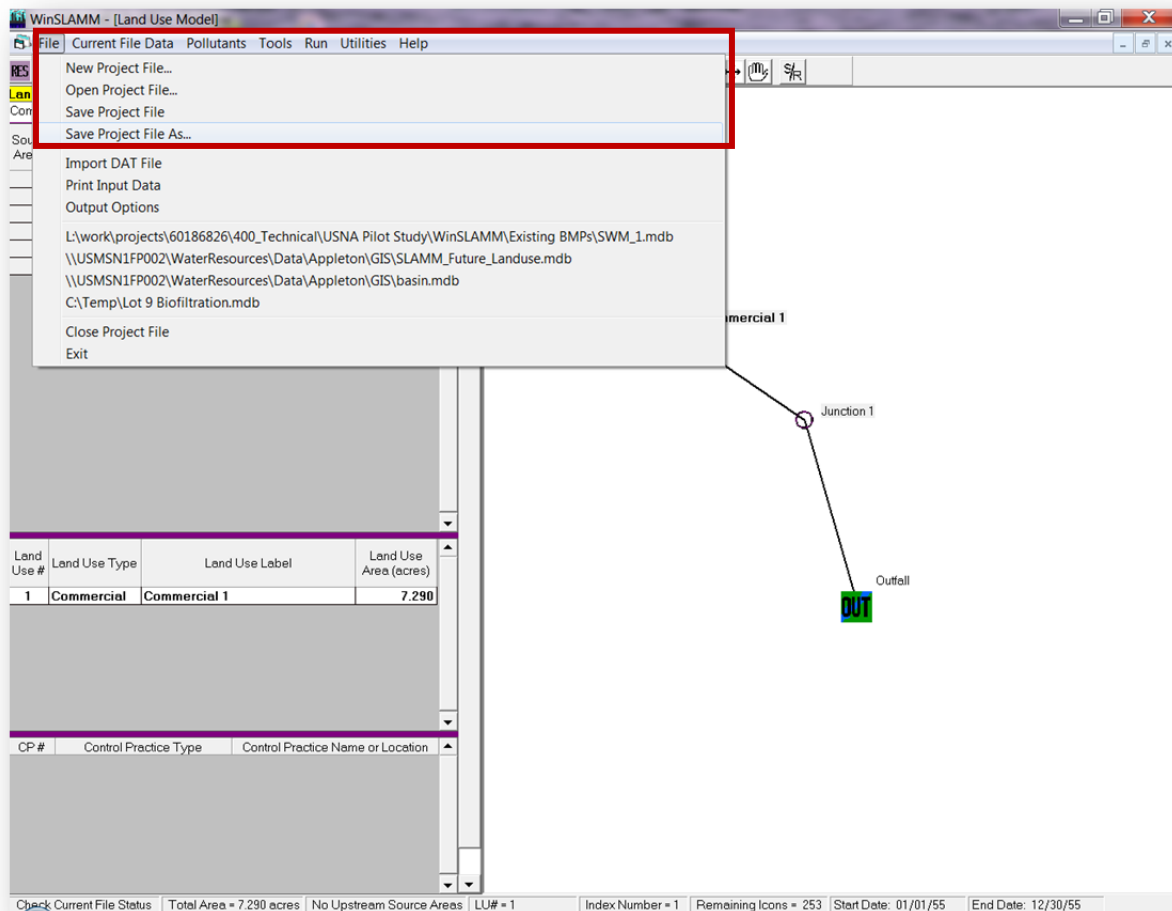 WinSLAMM - [Land Use Model]
File Current File Data Pollutants Tools Run Utilities Help
RES
S/R
New Project File...
Open Project File...
Save Project File
Save Project File As...
Import DAT File
Print Input Data
Output Options
L:\work\projects\60186826\400_Technical\USNA Pilot Study\WinSLAMM\Existing BMPs\SWM_1.mdb
\\USMSN1FP002\WaterResources\Data\Appleton\GIS\SLAMM_Future_Landuse.mdb
\\USMSN1FP002\WaterResources\Data\Appleton\GIS\basin.mdb
C:\Temp\Lot 9 Biofiltration.mdb
Close Project File
Exit
Lan
Com
Sou
Are
mercial 1
Junction 1
Outfall
OUT
Land Use # Land Use Type Land Use Label Land Use Area (acres)
1 Commercial Commercial 1 7.290
CP # Control Practice Type Control Practice Name or Location
Check Current File Status Total Area = 7.290 acres No Upstream Source Areas LU# = 1 Index Number = 1 Remaining Icons = 253 Start Date: 01/01/55 End Date: 12/30/55